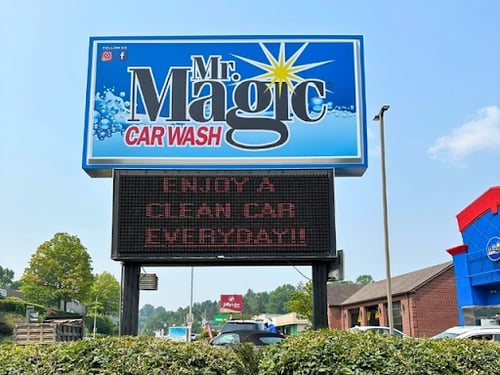 FOLLOW US
Mr.
Magic
CAR WASH
ENJOY A
CLEAN CAR
EVERYDAY!!